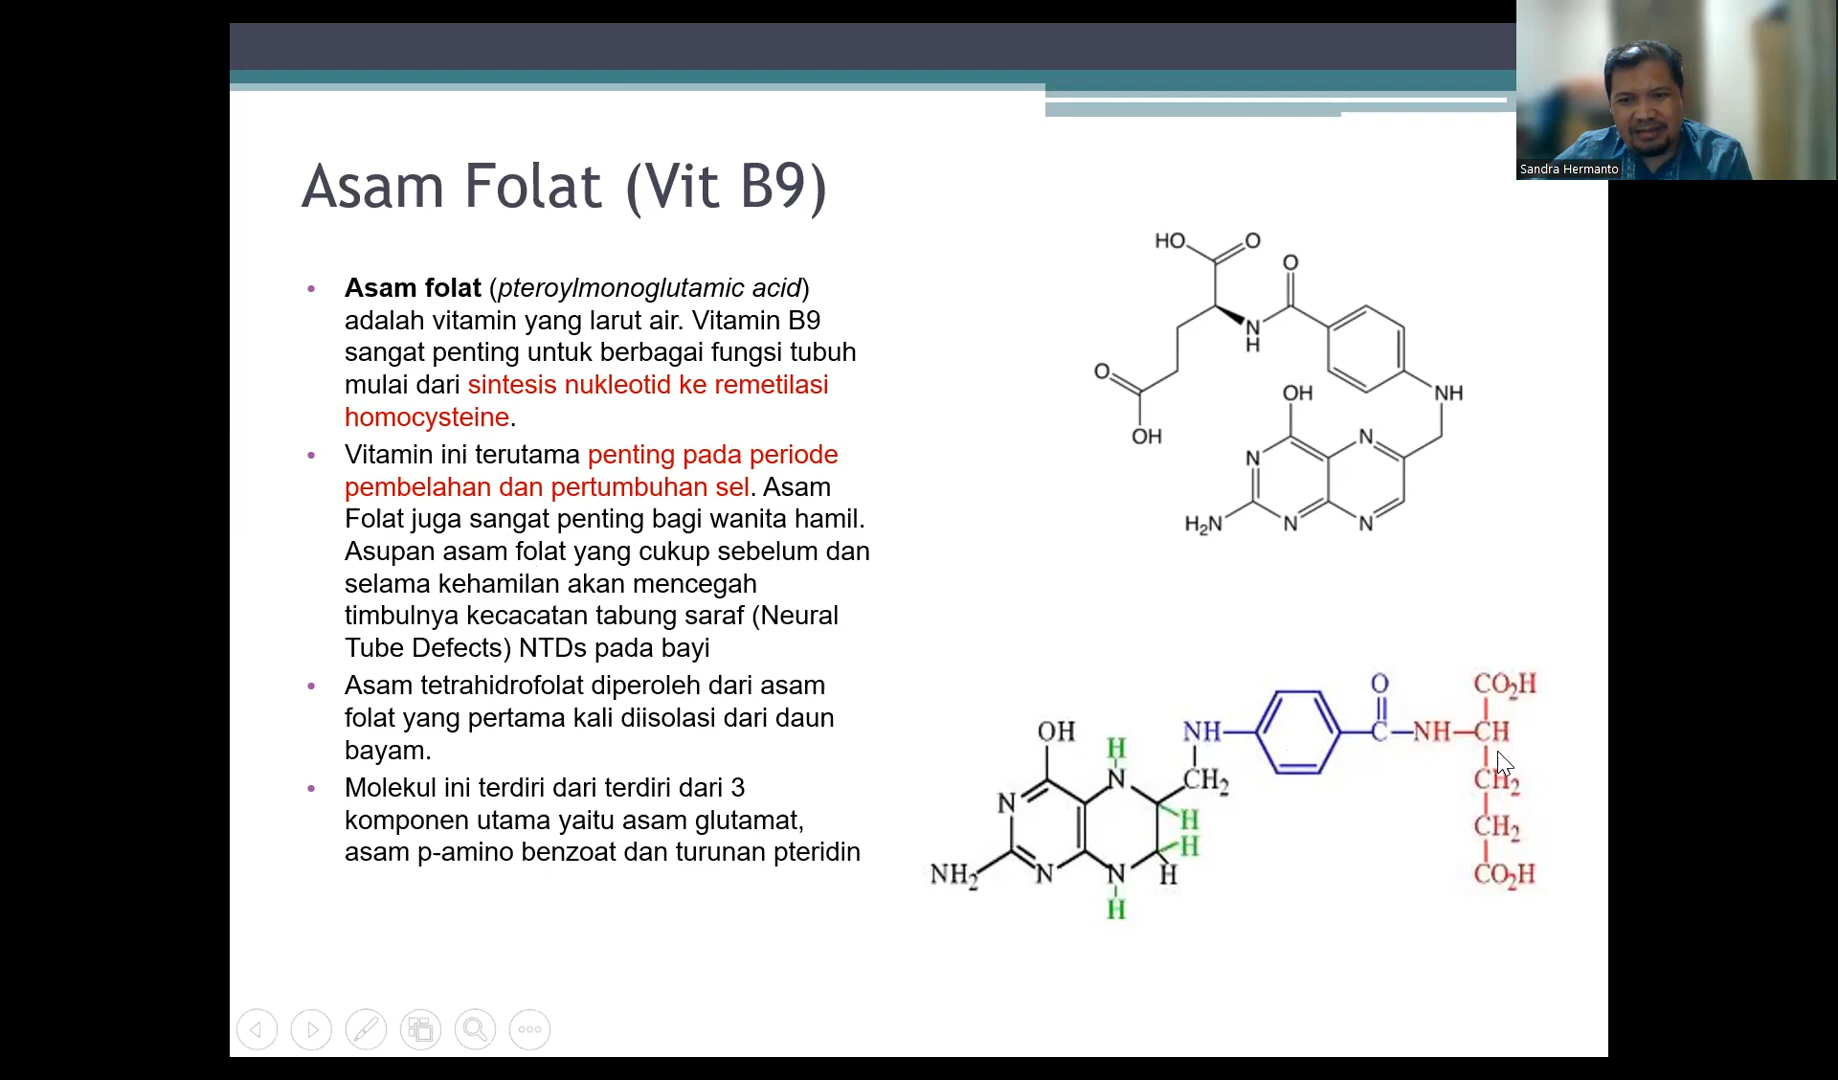 Sandra Hermanto
Asam Folat (Vit B9)
• Asam folat (pteroylmonoglutamic acid)
adalah vitamin yang larut air. Vitamin B9
sangat penting untuk berbagai fungsi tubuh
mulai dari sintesis nukleotid ke remetilasi
homocysteine.
• Vitamin ini terutama penting pada periode
pembelahan dan pertumbuhan sel. Asam
Folat juga sangat penting bagi wanita hamil.
Asupan asam folat yang cukup sebelum dan
selama kehamilan akan mencegah
timbulnya kecacatan tabung saraf (Neural
Tube Defects) NTDs pada bayi
• Asam tetrahidrofolat diperoleh dari asam
folat yang pertama kali diisolasi dari daun
bayam.
• Molekul ini terdiri dari terdiri dari 3
komponen utama yaitu asam glutamat,
asam p-amino benzoat dan turunan pteridin
HO O
O
N
H
O
OH
OH
NH
N
N
H₂N N N
O CO₂H
OH NH C NH CH
H
N N CH₂ CH₂
H
H CH₂
NH₂ N N H CO₂H
H